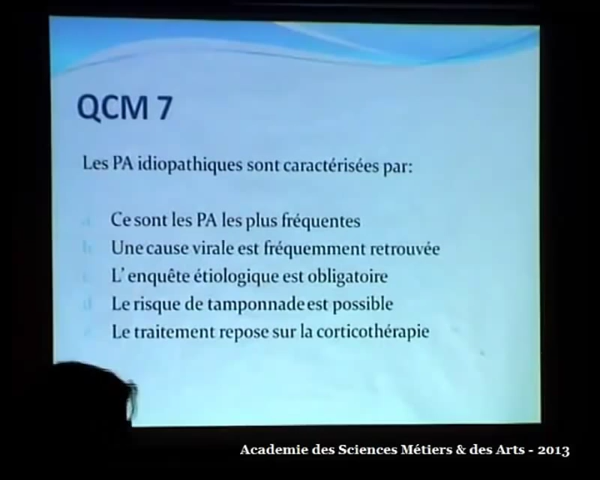 QCM 7
Les PA idiopathiques sont caractérisées par:
a Ce sont les PA les plus fréquentes
b Une cause virale est fréquemment retrouvée
c L' enquête étiologique est obligatoire
d Le risque de tamponnade est possible
e Le traitement repose sur la corticothérapie
Academie des Sciences Métiers & des Arts - 2013